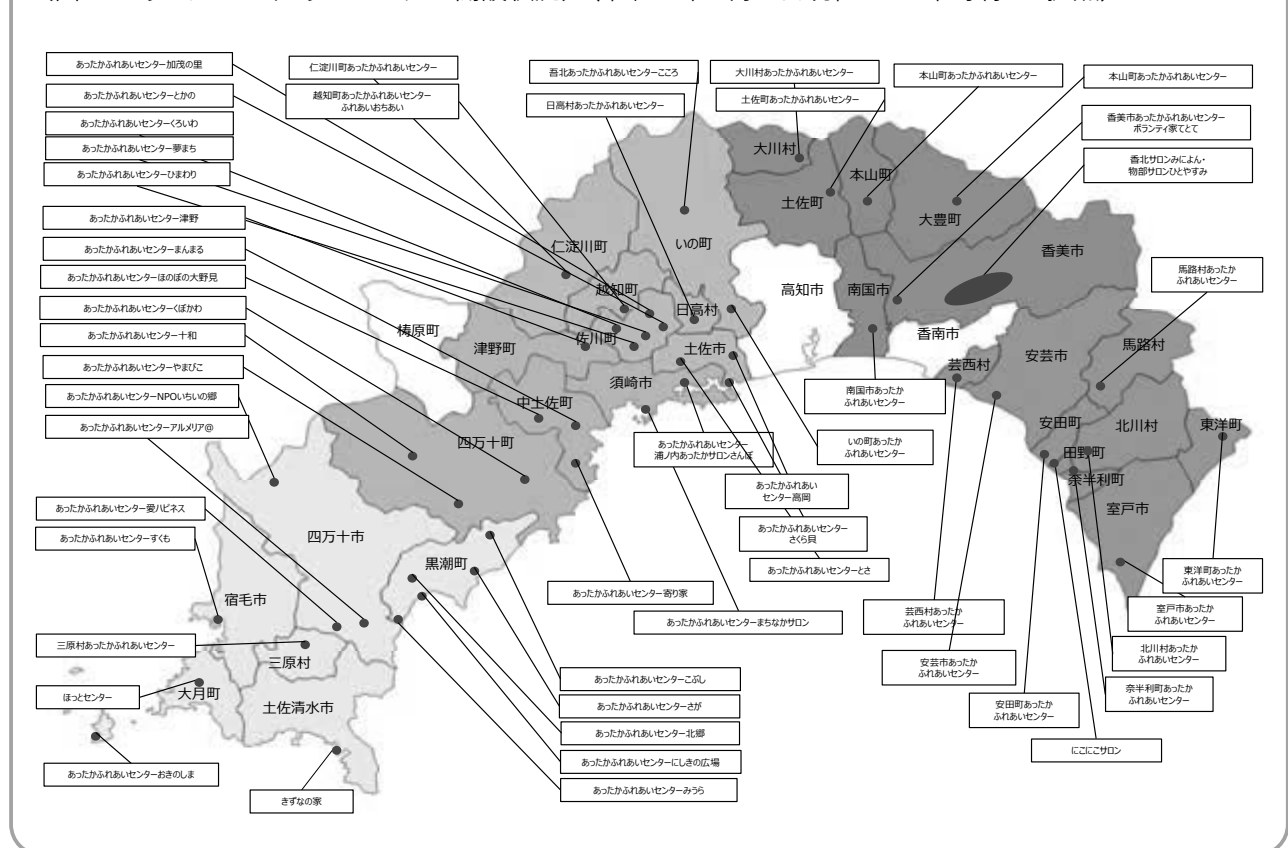 あったかふれあいセンター加茂の里
あったかふれあいセンターとかの
あったかふれあいセンターくろいわ
あったかふれあいセンター夢まち
あったかふれあいセンターひまわり
あったかふれあいセンター津野
あったかふれあいセンターまんまる
あったかふれあいセンターほのぼの大野見
あったかふれあいセンターくぼかわ
あったかふれあいセンター十和
あったかふれあいセンターやまびこ
あったかふれあいセンターNPOいちいの郷
あったかふれあいセンターアルメリア@
あったかふれあいセンター愛ハピネス
あったかふれあいセンターすくも
三原村あったかふれあいセンター
ほっとセンター
あったかふれあいセンターおきのしま
きずなの家
仁淀川町あったかふれあいセンター
越知町あったかふれあいセンター
ふれあいおちあい
吾北あったかふれあいセンターこころ
日高村あったかふれあいセンター
大川村あったかふれあいセンター
土佐町あったかふれあいセンター
本山町あったかふれあいセンター
本山町あったかふれあいセンター
香美市あったかふれあいセンター
ボランティ家てとて
香北サロンみによん・
物部サロンひとやすみ
馬路村あったか
ふれあいセンター
大川村
本山町
土佐町
大豊町
香美市
いの町
仁淀川町
越知町
日高村
高知市
南国市
香南市
梼原町
津野町
佐川町
土佐市
須崎市
中土佐町
四万十町
芸西村
安芸市
馬路村
安田町
北川村
田野町
奈半利町
東洋町
室戸市
四万十市
黒潮町
宿毛市
三原村
大月町
土佐清水市
南国市あったか
ふれあいセンター
いの町あったか
ふれあいセンター
あったかふれあいセンター
浦ノ内あったかサロンさんぽ
あったかふれあい
センター高岡
あったかふれあいセンター
さくら貝
あったかふれあいセンターとさ
あったかふれあいセンター寄り家
あったかふれあいセンターまちなかサロン
あったかふれあいセンターこぶし
あったかふれあいセンターさが
あったかふれあいセンター北郷
あったかふれあいセンターにしきの広場
あったかふれあいセンターみうら
芸西村あったか
ふれあいセンター
安芸市あったか
ふれあいセンター
安田町あったか
ふれあいセンター
にこにこサロン
奈半利町あったか
ふれあいセンター
北川村あったか
ふれあいセンター
室戸市あったか
ふれあいセンター
東洋町あったか
ふれあいセンター